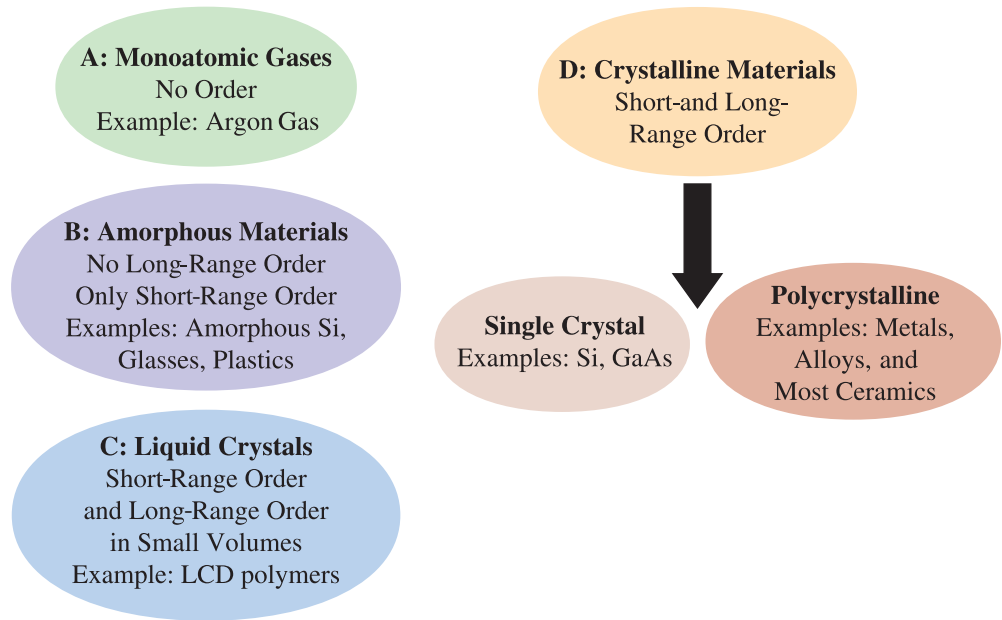 A: Monoatomic Gases
No Order
Example: Argon Gas
B: Amorphous Materials
No Long-Range Order
Only Short-Range Order
Examples: Amorphous Si,
Glasses, Plastics
C: Liquid Crystals
Short-Range Order
and Long-Range Order
in Small Volumes
Example: LCD polymers
D: Crystalline Materials
Short-and Long-
Range Order
Single Crystal
Examples: Si, GaAs
Polycrystalline
Examples: Metals,
Alloys, and
Most Ceramics